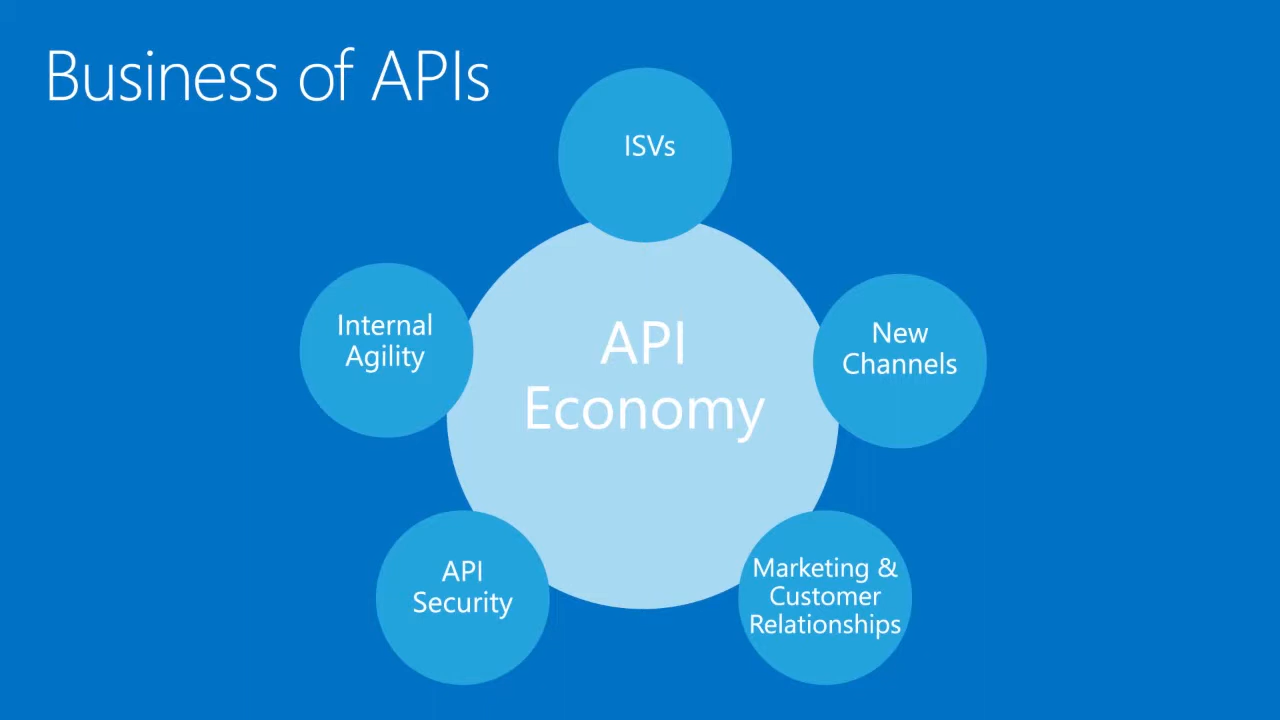 Business of APIs
ISVs
Internal
Agility
API
Economy
New
Channels
API
Security
Marketing &
Customer
Relationships